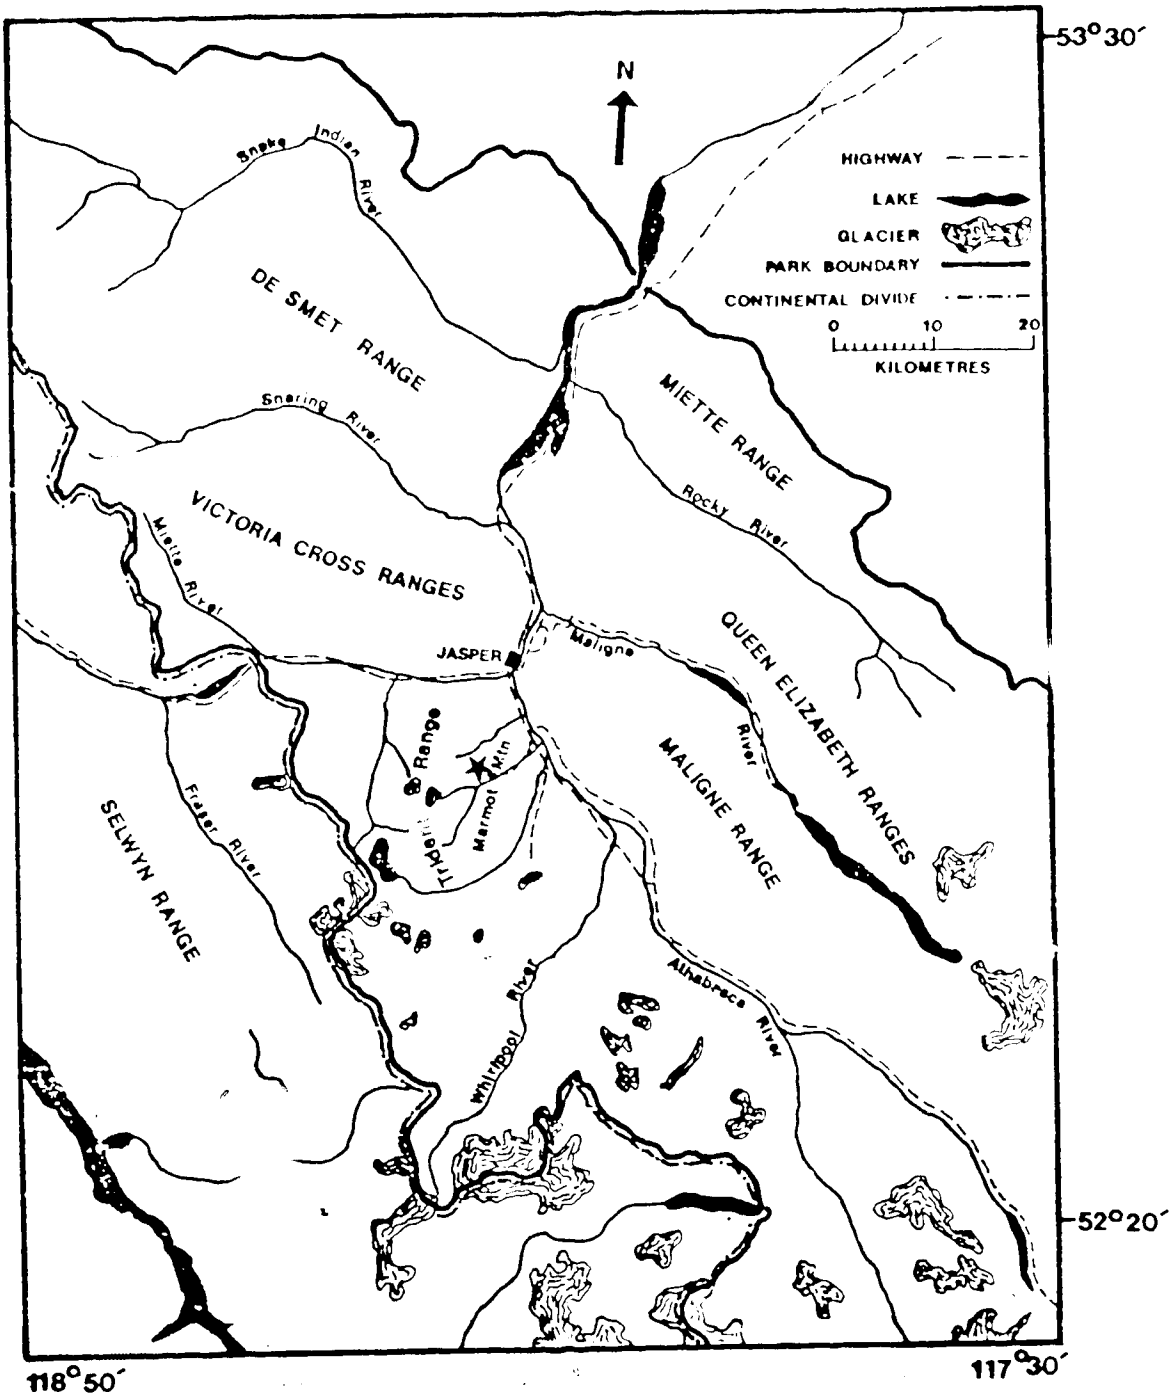 53°30′
N
HIGHWAY
LAKE
GLACIER
PARK BOUNDARY
CONTINENTAL DIVIDE
0 10 20
KILOMETRES
Snake Indian River
DE SMET RANGE
MIETTE RANGE
Snaring River
Rocky River
VICTORIA CROSS RANGES
Miette River
JASPER
Maligne River
QUEEN ELIZABETH RANGES
MALIGNE RANGE
Trident Range
Marmot Mtn
Fraser River
SELWYN RANGE
Athabasca River
Whirlpool River
52°20′
118°50′
117°30′